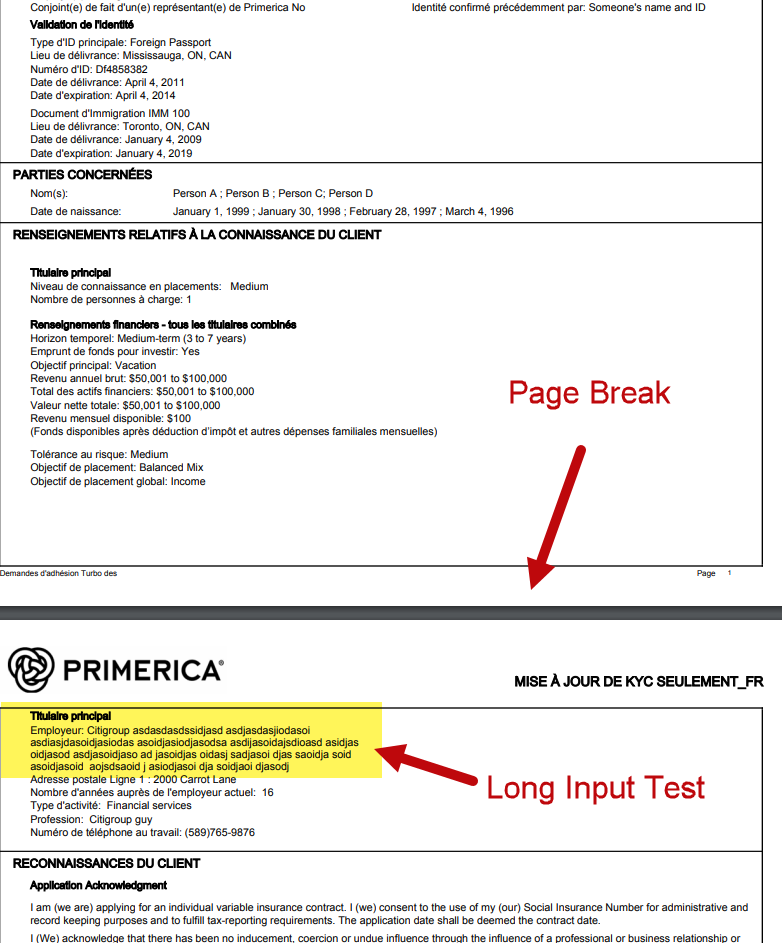 Conjoint(e) de fait d'un(e) représentant(e) de Primerica No Identité confirmé précédemment par: Someone's name and ID
Validation de l'identité
Type d'ID principale: Foreign Passport
Lieu de délivrance: Mississauga, ON, CAN
Numéro d'ID: Df4858382
Date de délivrance: April 4, 2011
Date d'expiration: April 4, 2014
Document d'Immigration IMM 100
Lieu de délivrance: Toronto, ON, CAN
Date de délivrance: January 4, 2009
Date d'expiration: January 4, 2019
PARTIES CONCERNÉES
Nom(s): Person A ; Person B ; Person C; Person D
Date de naissance: January 1, 1999 ; January 30, 1998 ; February 28, 1997 ; March 4, 1996
RENSEIGNEMENTS RELATIFS À LA CONNAISSANCE DU CLIENT
Titulaire principal
Niveau de connaissance en placements: Medium
Nombre de personnes à charge: 1
Renseignements financiers - tous les titulaires combinés
Horizon temporel: Medium-term (3 to 7 years)
Emprunt de fonds pour investir: Yes
Objectif principal: Vacation
Revenu annuel brut: $50,001 to $100,000
Total des actifs financiers: $50,001 to $100,000
Valeur nette totale: $50,001 to $100,000
Revenu mensuel disponible: $100
(Fonds disponibles après déduction d'impôt et autres dépenses familiales mensuelles)
Page Break
Tolérance au risque: Medium
Objectif de placement: Balanced Mix
Objectif de placement global: Income
Demandes d'adhésion Turbo des Page 1
PRIMERICA®
MISE À JOUR DE KYC SEULEMENT_FR
Titulaire principal
Employeur: Citigroup asdasdasdssidjasd asdjasdasjiodasoi
asdiasjdasoidjasiodas asoidjasiodjasodsa asdijasoidajsdioasd asidjas
oidjasod asdjasoidjaso ad jasoidjas oidasj sadjasoi djas saoidja soid
asoidjasoid aojsdsaoid j asiodjasoi dja soidjaoi djasodj
Adresse postale Ligne 1 : 2000 Carrot Lane
Nombre d'années auprès de l'employeur actuel: 16
Type d'activité: Financial services
Profession: Citigroup guy
Numéro de téléphone au travail: (589)765-9876
Long Input Test
RECONNAISSANCES DU CLIENT
Application Acknowledgment
I am (we are) applying for an individual variable insurance contract. I (we) consent to the use of my (our) Social Insurance Number for administrative and
record keeping purposes and to fulfill tax-reporting requirements. The application date shall be deemed the contract date.
I (We) acknowledge that there has been no inducement, coercion or undue influence through the influence of a professional or business relationship or